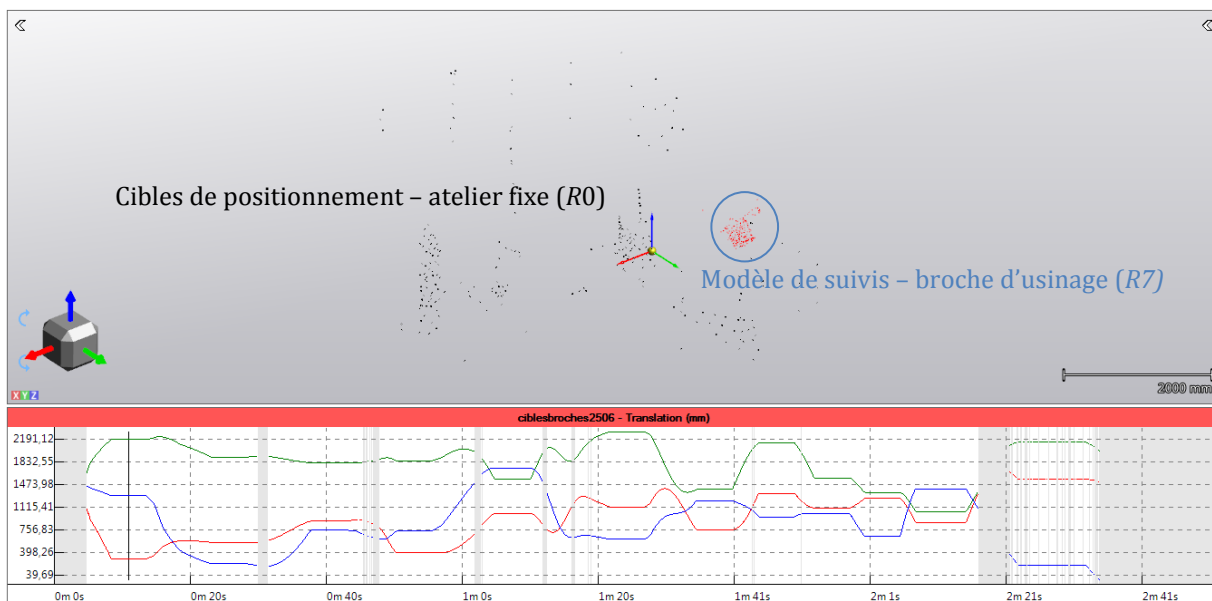 Cibles de positionnement – atelier fixe (R0)
Modèle de suivis – broche d'usinage (R7)
XYZ
2000 mm
ciblesbroches2506 - Translation (mm)
2191,12
1832,55
1473,98
1115,41
756,83
398,26
39,69
0m 0s 0m 20s 0m 40s 1m 0s 1m 20s 1m 41s 2m 1s 2m 21s 2m 41s